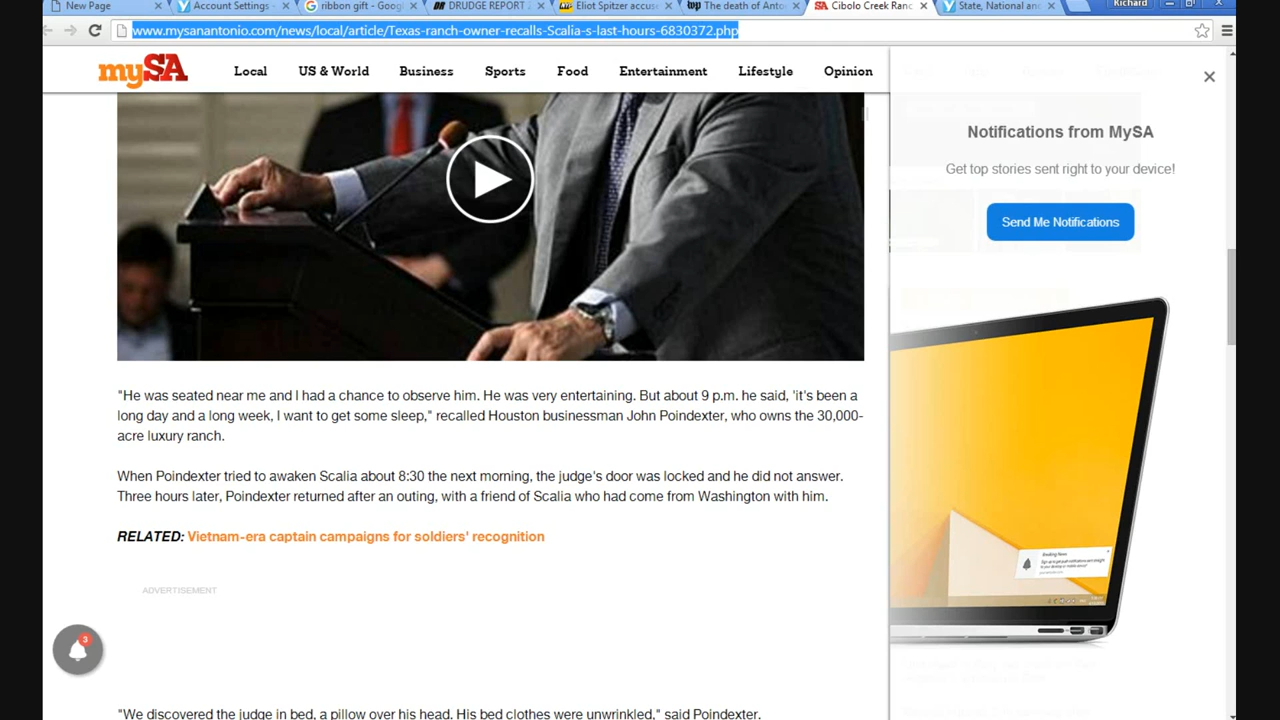 New Page
Account Settings -
ribbon gift - Goog
DRUDGE REPORT
Eliot Spitzer accuse
The death of Anto
Cibolo Creek Ranc
State, National and
Richard
www.mysanantonio.com/news/local/article/Texas-ranch-owner-recalls-Scalia-s-last-hours-6830372.php
mySA
Local
US & World
Business
Sports
Food
Entertainment
Lifestyle
Opinion
Notifications from MySA
Get top stories sent right to your device!
Send Me Notifications
"He was seated near me and I had a chance to observe him. He was very entertaining. But about 9 p.m. he said, 'it's been a
long day and a long week, I want to get some sleep," recalled Houston businessman John Poindexter, who owns the 30,000-
acre luxury ranch.
When Poindexter tried to awaken Scalia about 8:30 the next morning, the judge's door was locked and he did not answer.
Three hours later, Poindexter returned after an outing, with a friend of Scalia who had come from Washington with him.
RELATED: Vietnam-era captain campaigns for soldiers' recognition
ADVERTISEMENT
3
"We discovered the judge in bed, a pillow over his head. His bed clothes were unwrinkled," said Poindexter.